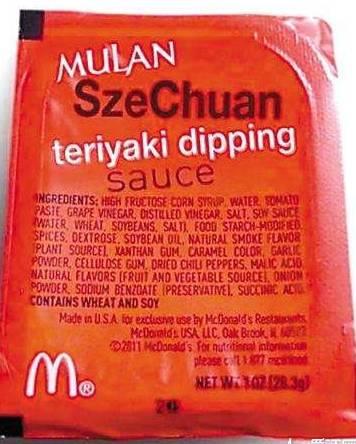 MULAN
SzeChuan
teriyaki dipping
sauce
INGREDIENTS: HIGH FRUCTOSE CORN SYRUP, WATER, TOMATO
PASTE, GRAPE VINEGAR, DISTILLED VINEGAR, SALT, SOY SAUCE
(WATER, WHEAT, SOYBEANS, SALT), FOOD STARCH-MODIFIED,
SPICES, DEXTROSE, SOYBEAN OIL, NATURAL SMOKE FLAVOR
(PLANT SOURCE), XANTHAN GUM, CARAMEL COLOR, GARLIC
POWDER, CELLULOSE GUM, DRIED CHILI PEPPERS, MALIC ACID,
NATURAL FLAVORS (FRUIT AND VEGETABLE SOURCE), ONION
POWDER, SODIUM BENZOATE (PRESERVATIVE), SUCCINIC ACID.
CONTAINS WHEAT AND SOY
Made in U.S.A. for exclusive use by McDonald's Restaurants.
McDonald's USA, LLC, Oak Brook, IL
©2011 McDonald's For nutritional information
please call 1 877
M®
NET WT. 1 OZ (28.3g)